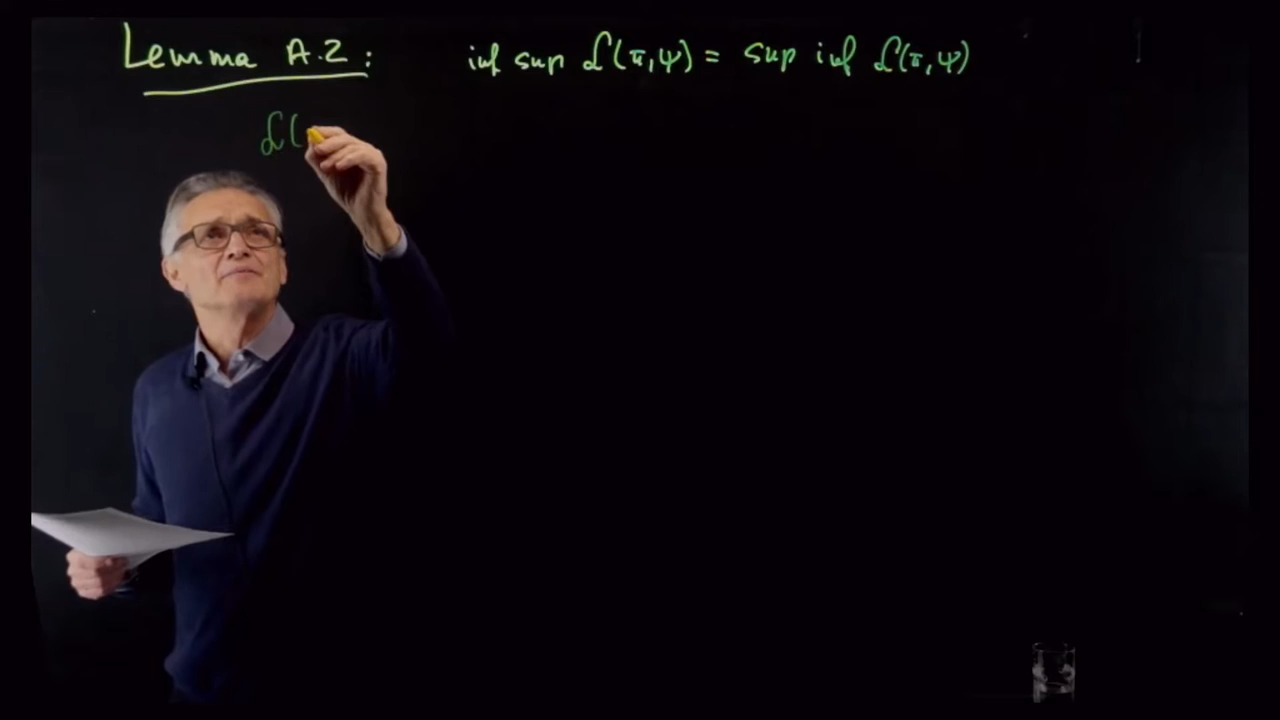 Lemma A.2: inf sup ℒ(π,ψ) = sup inf ℒ(π,ψ)
ℒ(